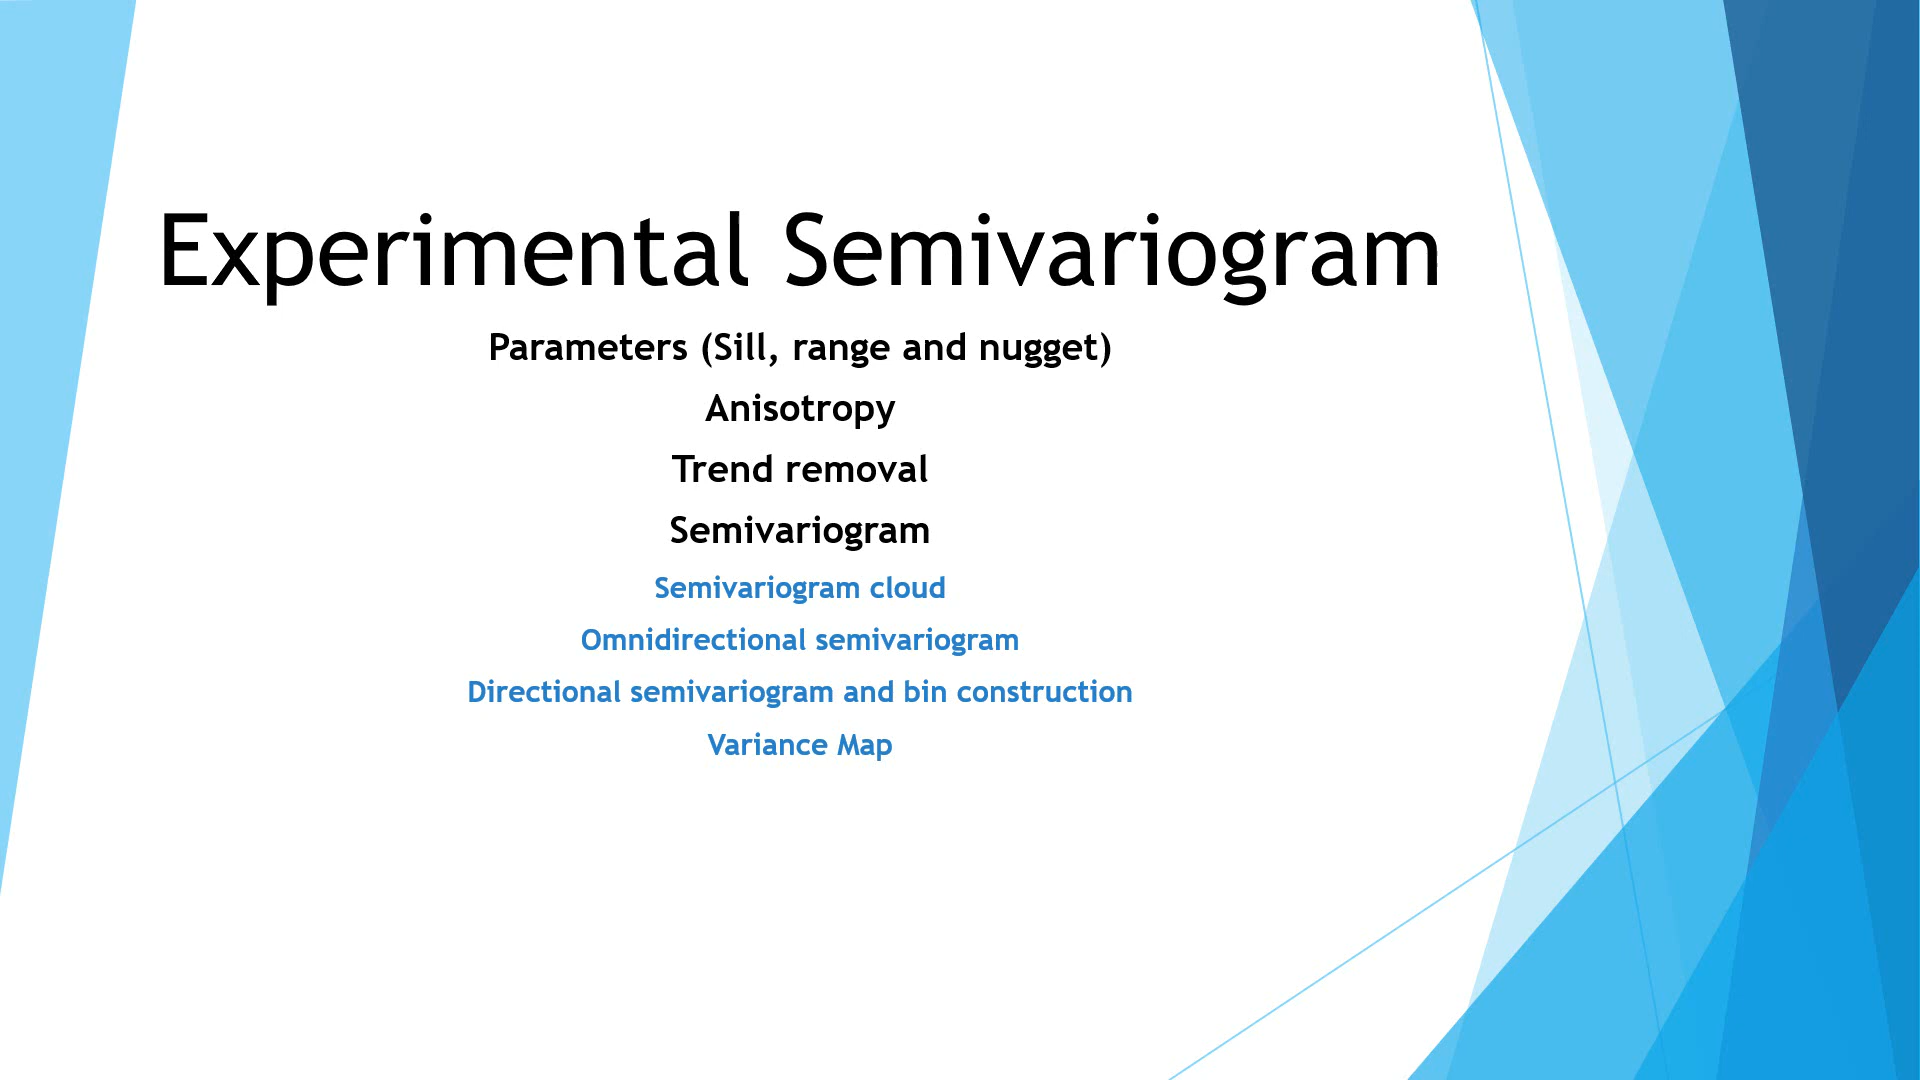 Experimental Semivariogram
Parameters (Sill, range and nugget)
Anisotropy
Trend removal
Semivariogram
Semivariogram cloud
Omnidirectional semivariogram
Directional semivariogram and bin construction
Variance Map